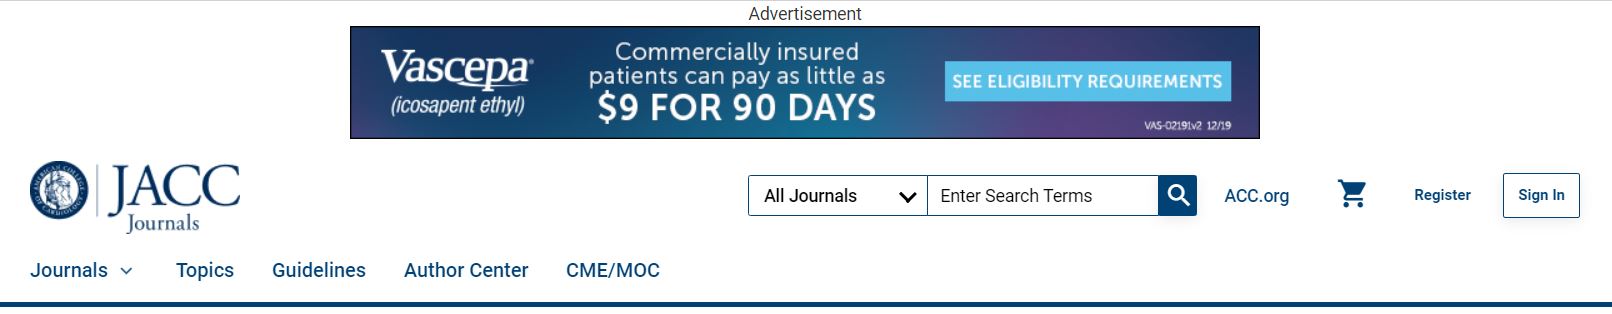 Advertisement
Vascepa
(icosapent ethyl)
Commercially insured
patients can pay as little as
$9 FOR 90 DAYS
SEE ELIGIBILITY REQUIREMENTS
VAS-02191v2 12/19
JACC
Journals
All Journals
Enter Search Terms
ACC.org
Register
Sign In
Journals
Topics
Guidelines
Author Center
CME/MOC